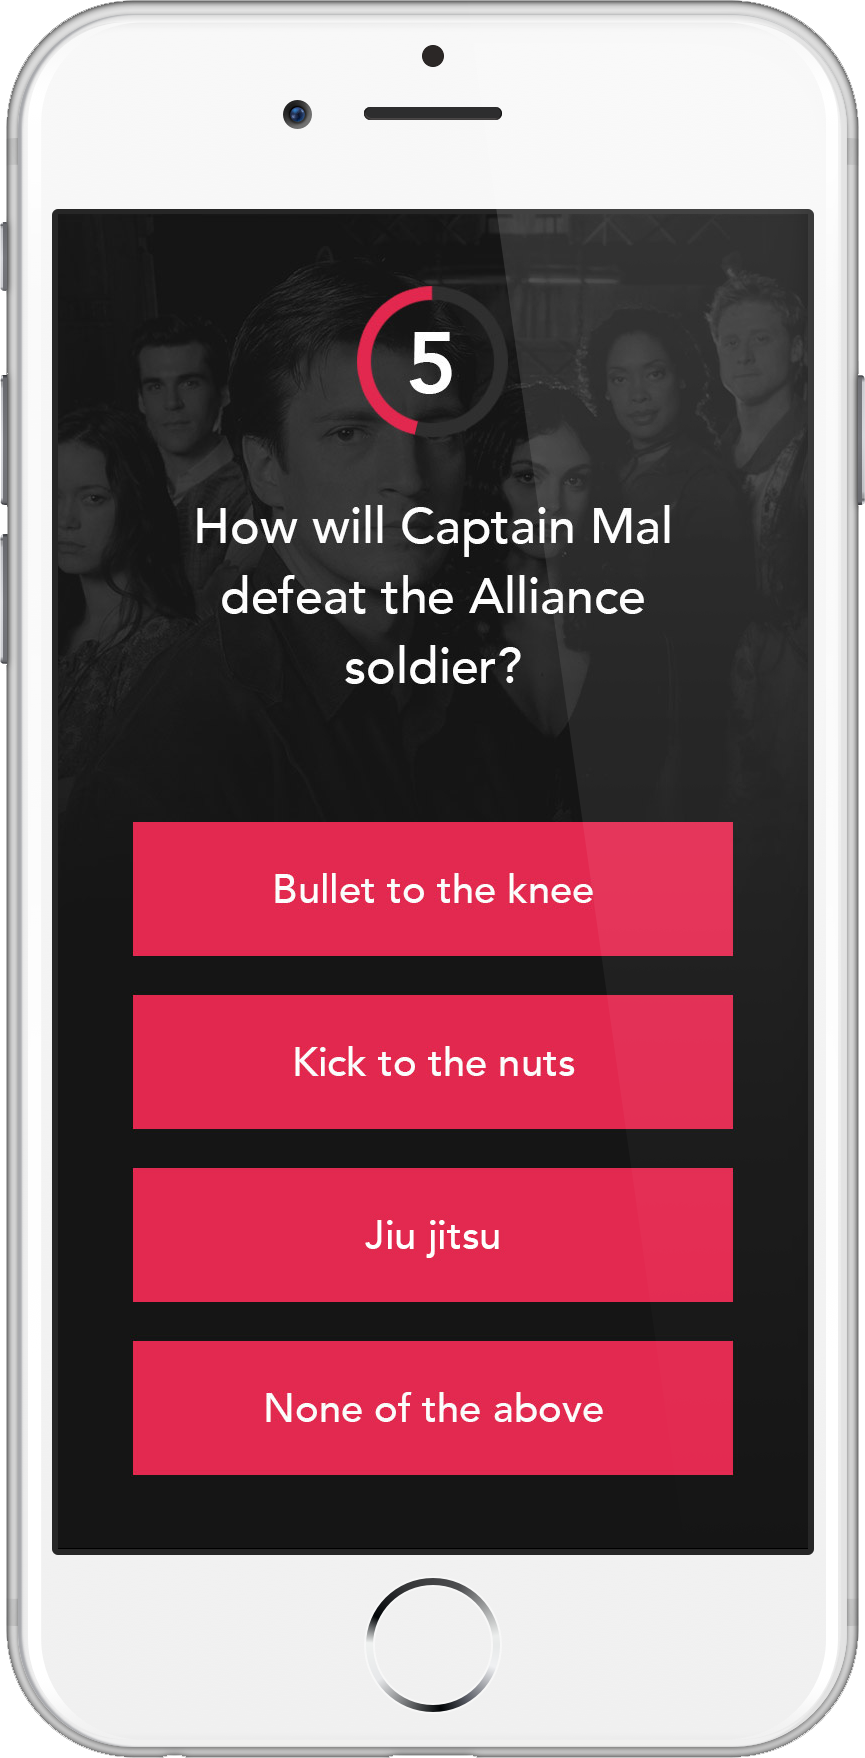 5
How will Captain Mal
defeat the Alliance
soldier?
Bullet to the knee
Kick to the nuts
Jiu jitsu
None of the above